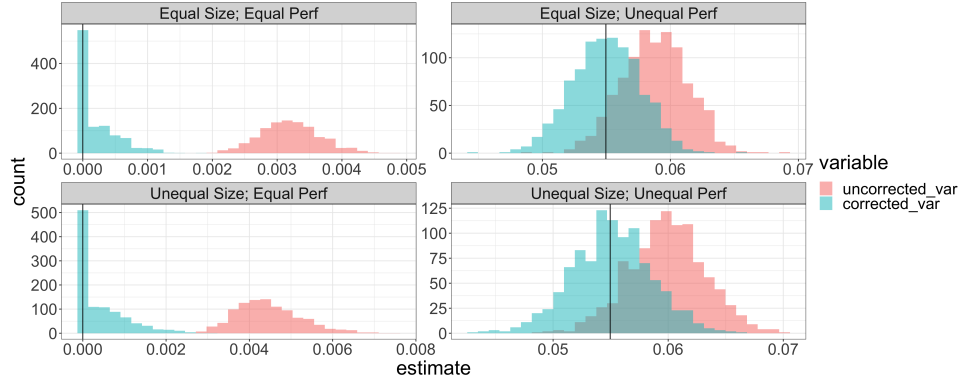 Equal Size; Equal Perf
Equal Size; Unequal Perf
400
200
0
100
50
0
0.000 0.001 0.002 0.003 0.004 0.005
0.05 0.06 0.07
count
Unequal Size; Equal Perf
Unequal Size; Unequal Perf
500
400
300
200
100
0
125
100
75
50
25
0
0.000 0.002 0.004 0.006 0.008
0.05 0.06 0.07
estimate
variable
uncorrected_var
corrected_var